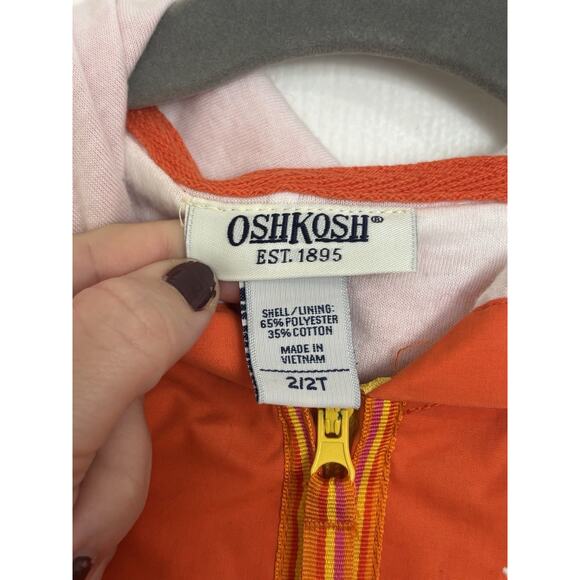 OSHKOSH®
EST. 1895
SHELL/LINING:
65% POLYESTER
35% COTTON
MADE IN
VIETNAM
2/2T